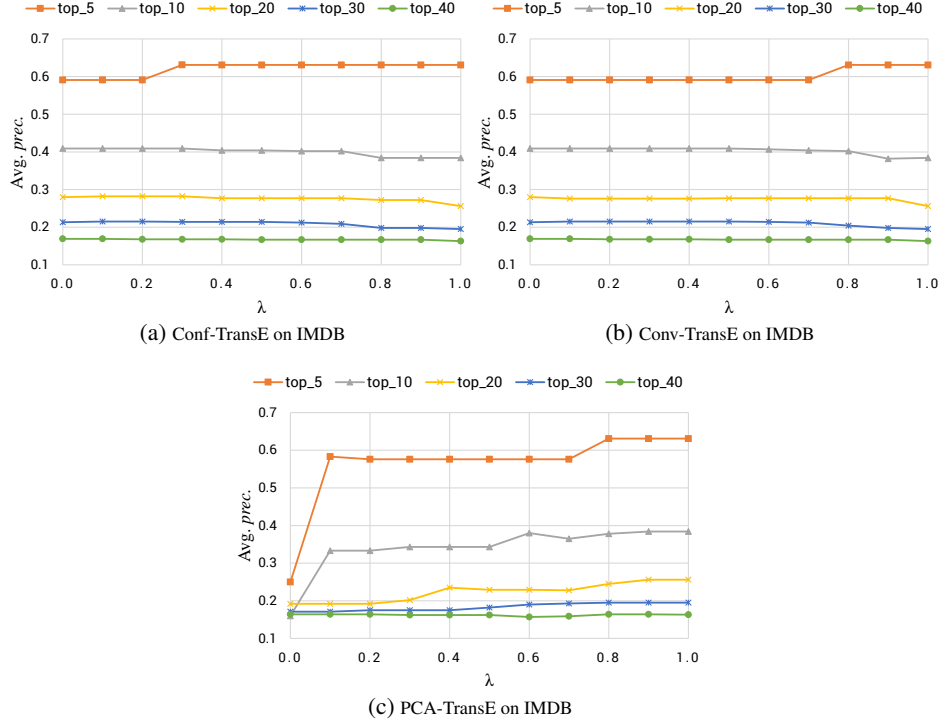 top_5 top_10 top_20 top_30 top_40
0.7
0.6
0.5
0.4
0.3
0.2
0.1
Avg. prec.
0.0 0.2 0.4 0.6 0.8 1.0
λ
(a) Conf-TransE on IMDB
top_5 top_10 top_20 top_30 top_40
0.7
0.6
0.5
0.4
0.3
0.2
0.1
Avg. prec.
0.0 0.2 0.4 0.6 0.8 1.0
λ
(b) Conv-TransE on IMDB
top_5 top_10 top_20 top_30 top_40
0.7
0.6
0.5
0.4
0.3
0.2
0.1
Avg. prec.
0.0 0.2 0.4 0.6 0.8 1.0
λ
(c) PCA-TransE on IMDB